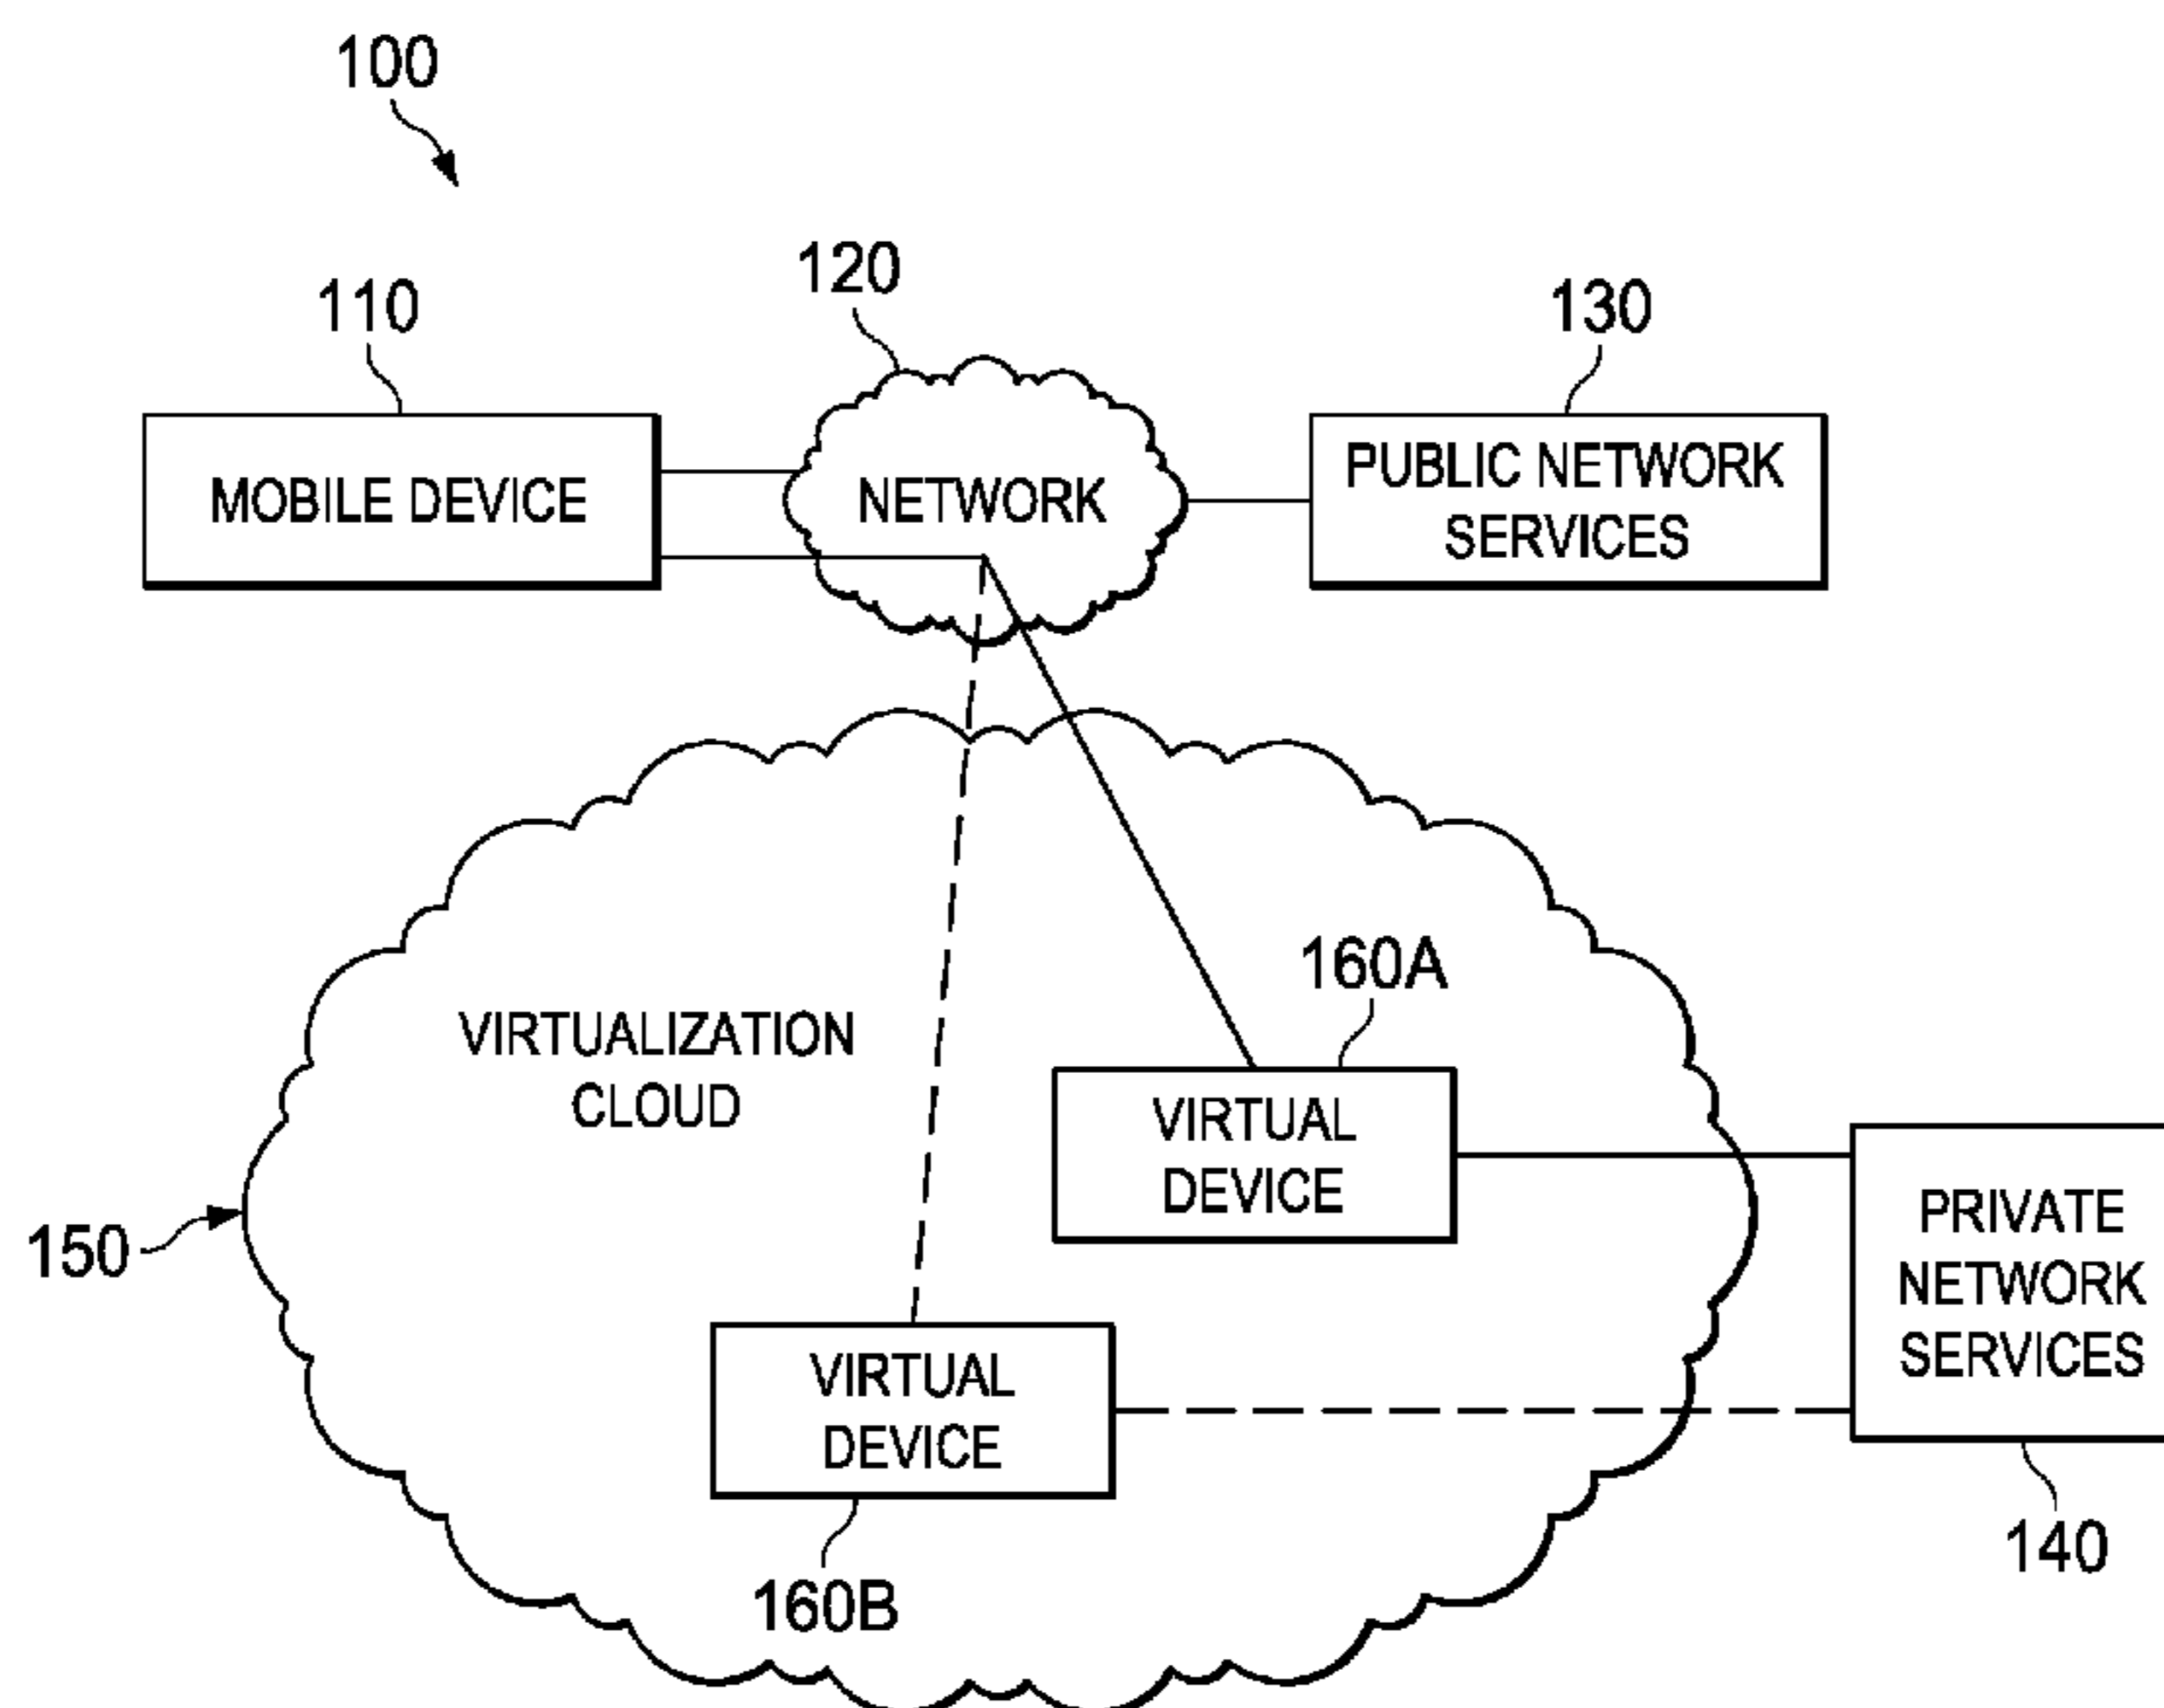 100
120
110
130
MOBILE DEVICE
NETWORK
PUBLIC NETWORK
SERVICES
160A
VIRTUALIZATION
CLOUD
VIRTUAL
DEVICE
150
PRIVATE
NETWORK
SERVICES
VIRTUAL
DEVICE
140
160B